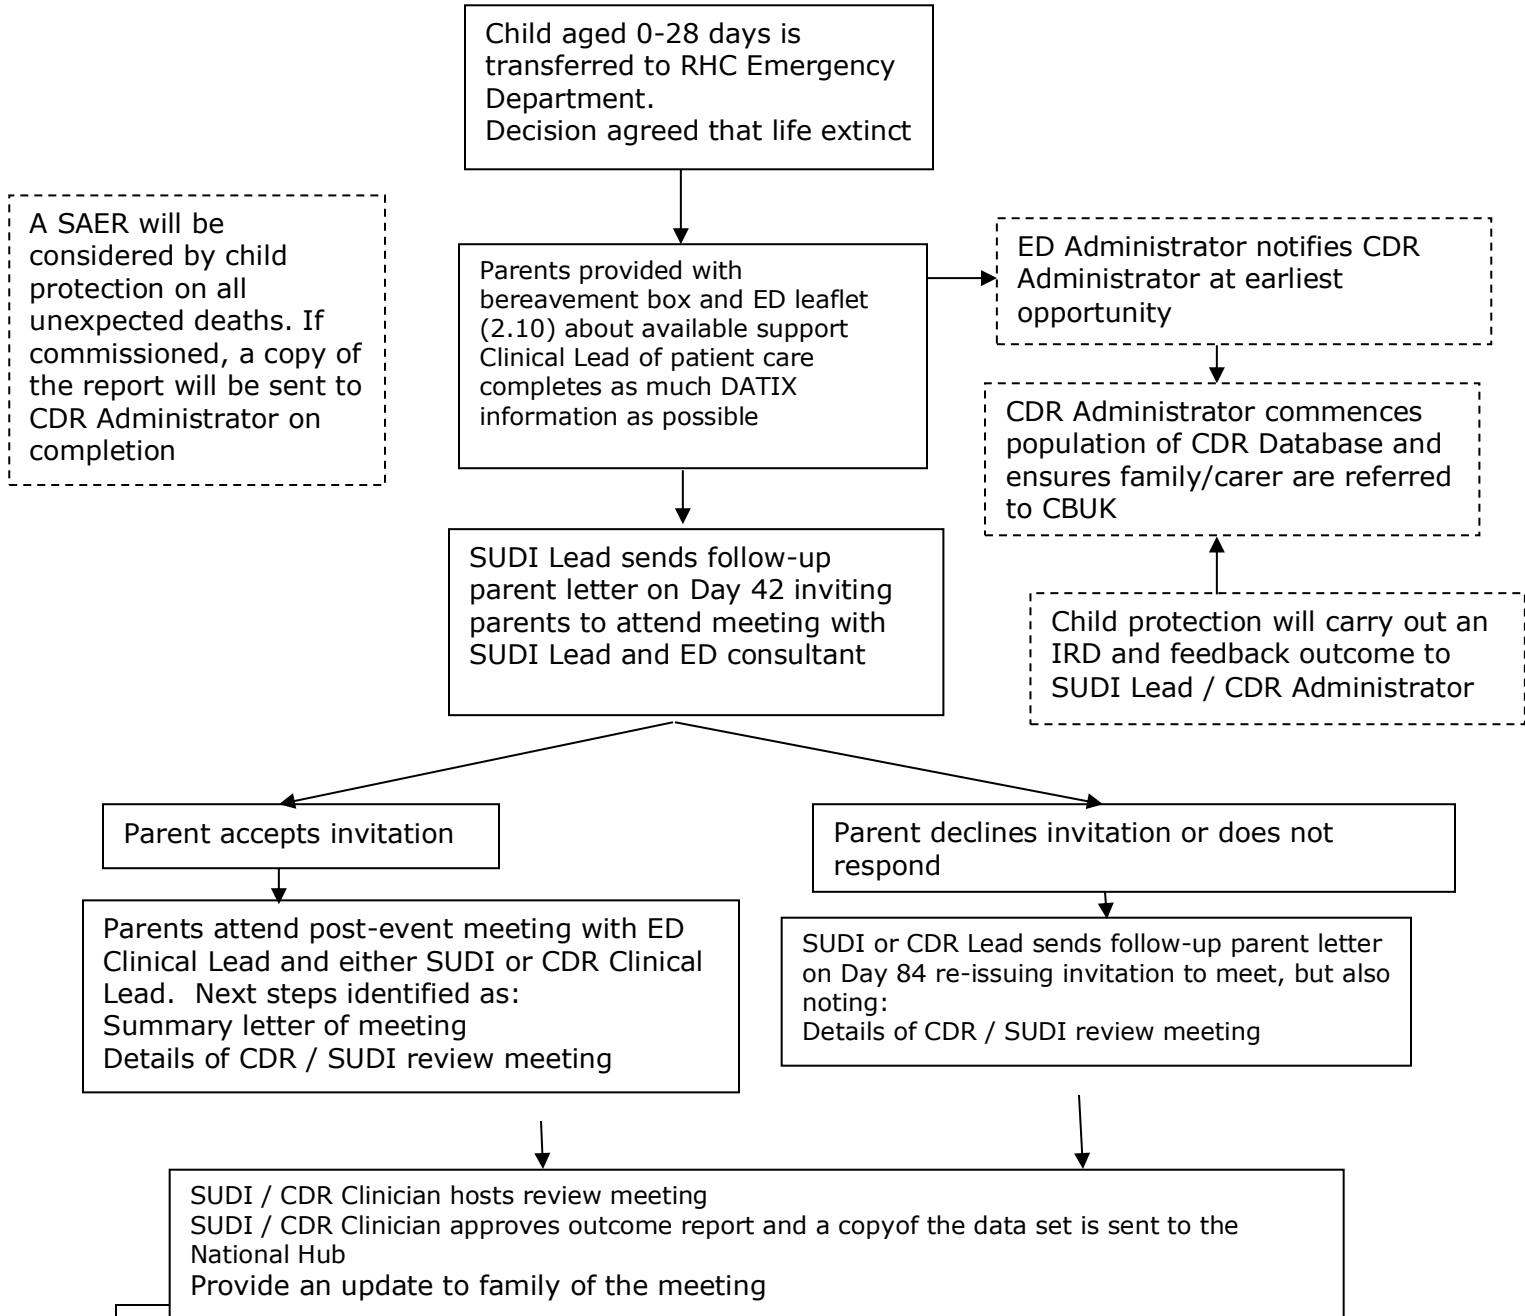 Child aged 0-28 days is
transferred to RHC Emergency
Department.
Decision agreed that life extinct
A SAER will be
considered by child
protection on all
unexpected deaths. If
commissioned, a copy of
the report will be sent to
CDR Administrator on
completion
Parents provided with
bereavement box and ED leaflet
(2.10) about available support
Clinical Lead of patient care
completes as much DATIX
information as possible
ED Administrator notifies CDR
Administrator at earliest
opportunity
CDR Administrator commences
population of CDR Database and
ensures family/carer are referred
to CBUK
Child protection will carry out an
IRD and feedback outcome to
SUDI Lead / CDR Administrator
SUDI Lead sends follow-up
parent letter on Day 42 inviting
parents to attend meeting with
SUDI Lead and ED consultant
Parent accepts invitation
Parent declines invitation or does not
respond
Parents attend post-event meeting with ED
Clinical Lead and either SUDI or CDR Clinical
Lead.  Next steps identified as:
Summary letter of meeting
Details of CDR / SUDI review meeting
SUDI or CDR Lead sends follow-up parent letter
on Day 84 re-issuing invitation to meet, but also
noting:
Details of CDR / SUDI review meeting
SUDI / CDR Clinician hosts review meeting
SUDI / CDR Clinician approves outcome report and a copyof the data set is sent to the
National Hub
Provide an update to family of the meeting